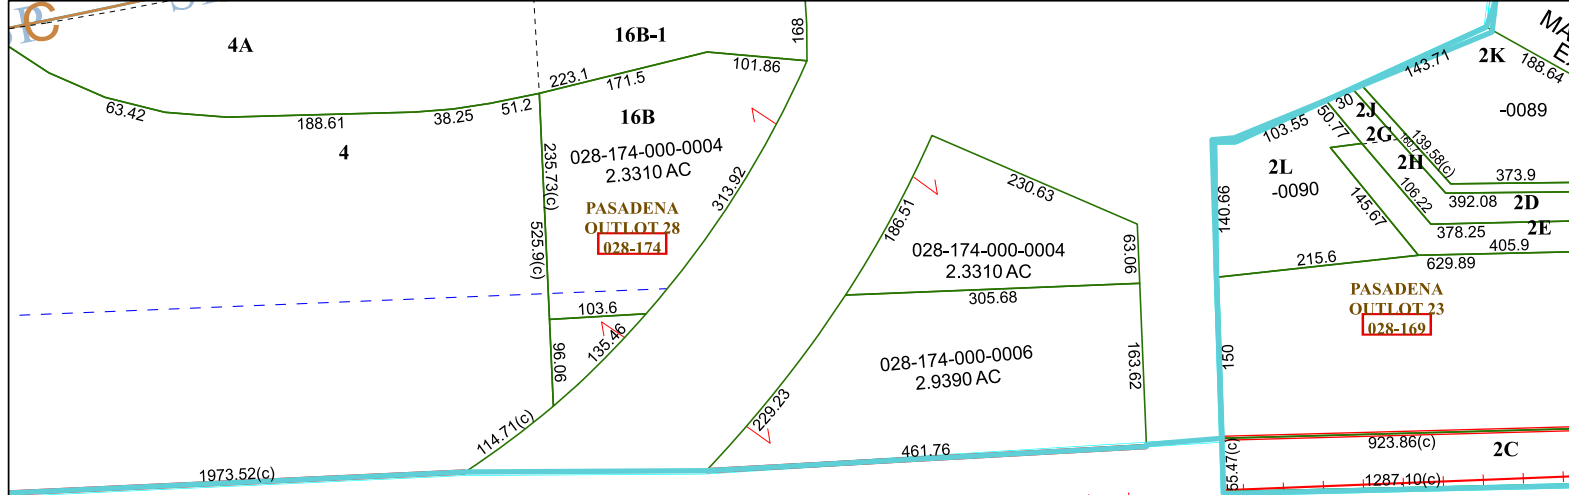 C
4A
63.42
188.61
38.25
51.2
4
16B-1
168
223.1
171.5
101.86
16B
028-174-000-0004
2.3310 AC
235.73(c)
525.9(c)
313.92
PASADENA
OUTLOT 28
028-174
103.6
96.06
135.46
114.71(c)
1973.52(c)
186.51
230.63
63.06
028-174-000-0004
2.3310 AC
305.68
028-174-000-0006
2.9390 AC
163.62
229.23
461.76
2K
188.64
143.71
-0089
30
2J
50.77
103.55
2G
139.58(c)
2H
2L
-0090
106.22
145.67
140.66
373.9
392.08
2D
378.25
2E
405.9
215.6
629.89
PASADENA
OUTLOT 23
028-169
150
923.86(c)
2C
55.47(c)
1287.10(c)